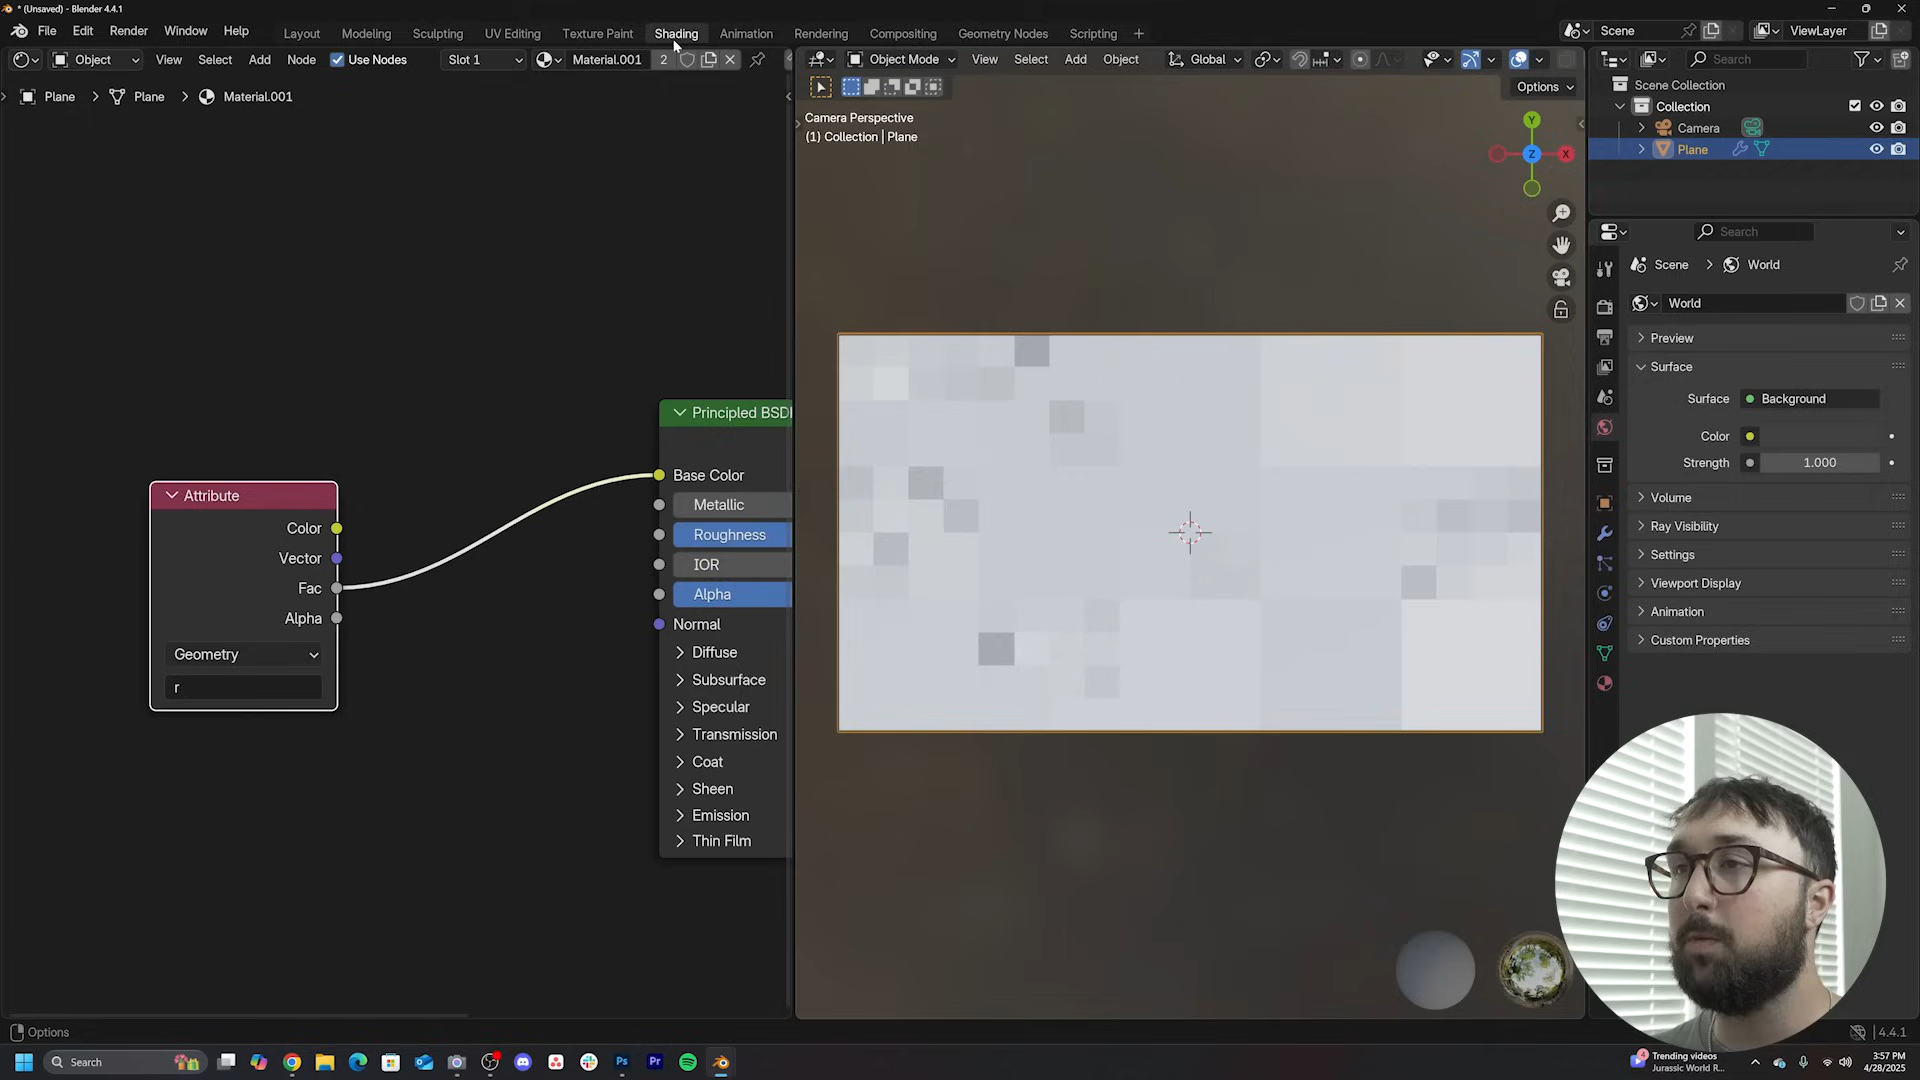 * (Unsaved) - Blender 4.4.1
File Edit Render Window Help
Layout Modeling Sculpting UV Editing Texture Paint Shading Animation Rendering Compositing Geometry Nodes Scripting +
Scene
ViewLayer
Object View Select Add Node Use Nodes Slot 1 Material.001 2
Object Mode View Select Add Object Global
Search
Options
Plane Plane Material.001
Scene Collection
Collection
Camera
Plane
Camera Perspective
(1) Collection | Plane
Y
Z
X
Search
Scene World
World
Preview
Surface
Surface Background
Color
Strength 1.000
Volume
Ray Visibility
Settings
Viewport Display
Animation
Custom Properties
Attribute
Color
Vector
Fac
Alpha
Geometry
r
Principled BSD
Base Color
Metallic
Roughness
IOR
Alpha
Normal
Diffuse
Subsurface
Specular
Transmission
Coat
Sheen
Emission
Thin Film
Options
4.4.1
Search
Ps
Pr
4
Trending videos
Jurassic World R...
3:57 PM
4/28/2025